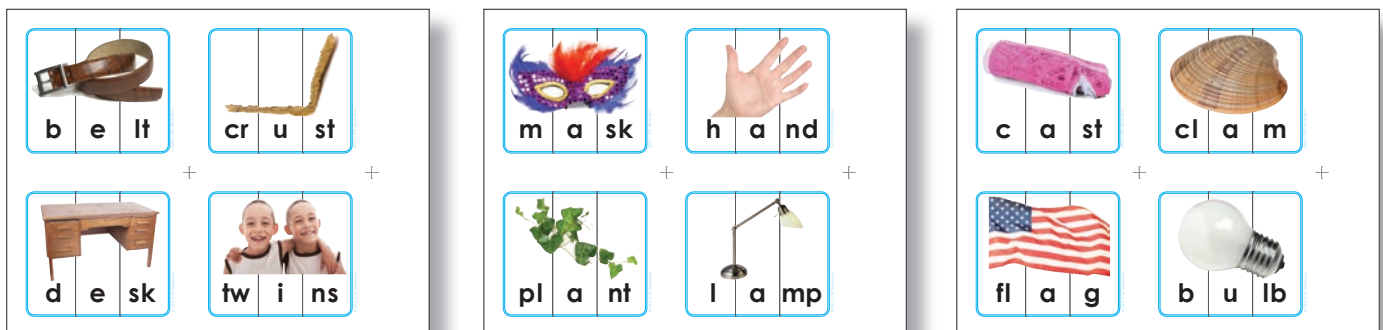 b e lt
cr u st
d e sk
tw i ns
m a sk
h a nd
pl a nt
l a mp
c a st
cl a m
fl a g
b u lb